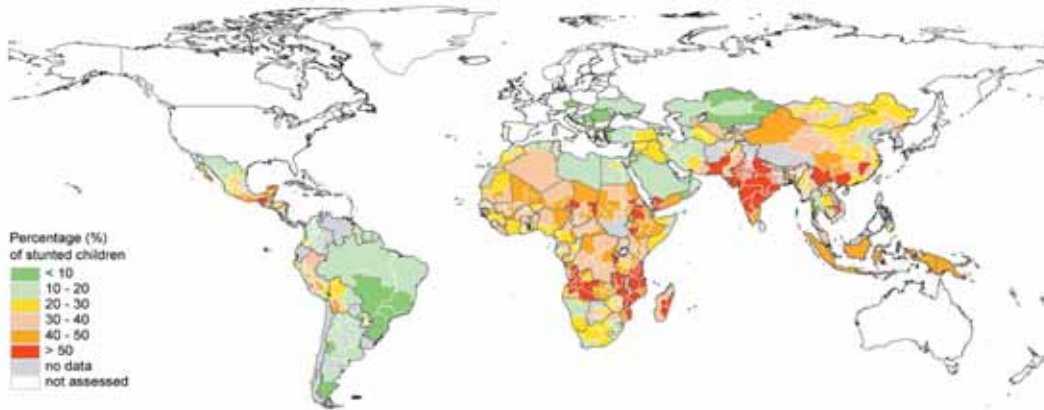 Percentage (%)
of stunted children
< 10
10 - 20
20 - 30
30 - 40
40 - 50
> 50
no data
not assessed